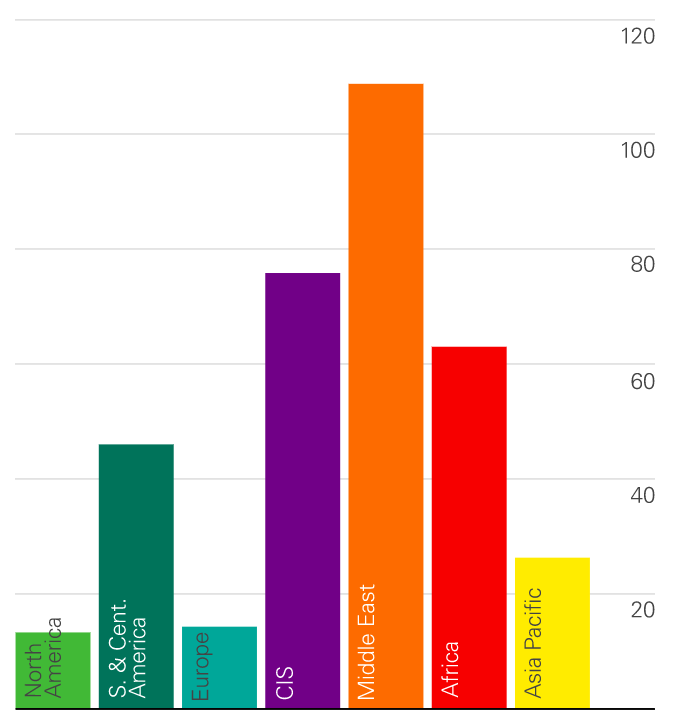 120
100
80
60
40
20
North
America
S. & Cent.
America
Europe
CIS
Middle East
Africa
Asia Pacific